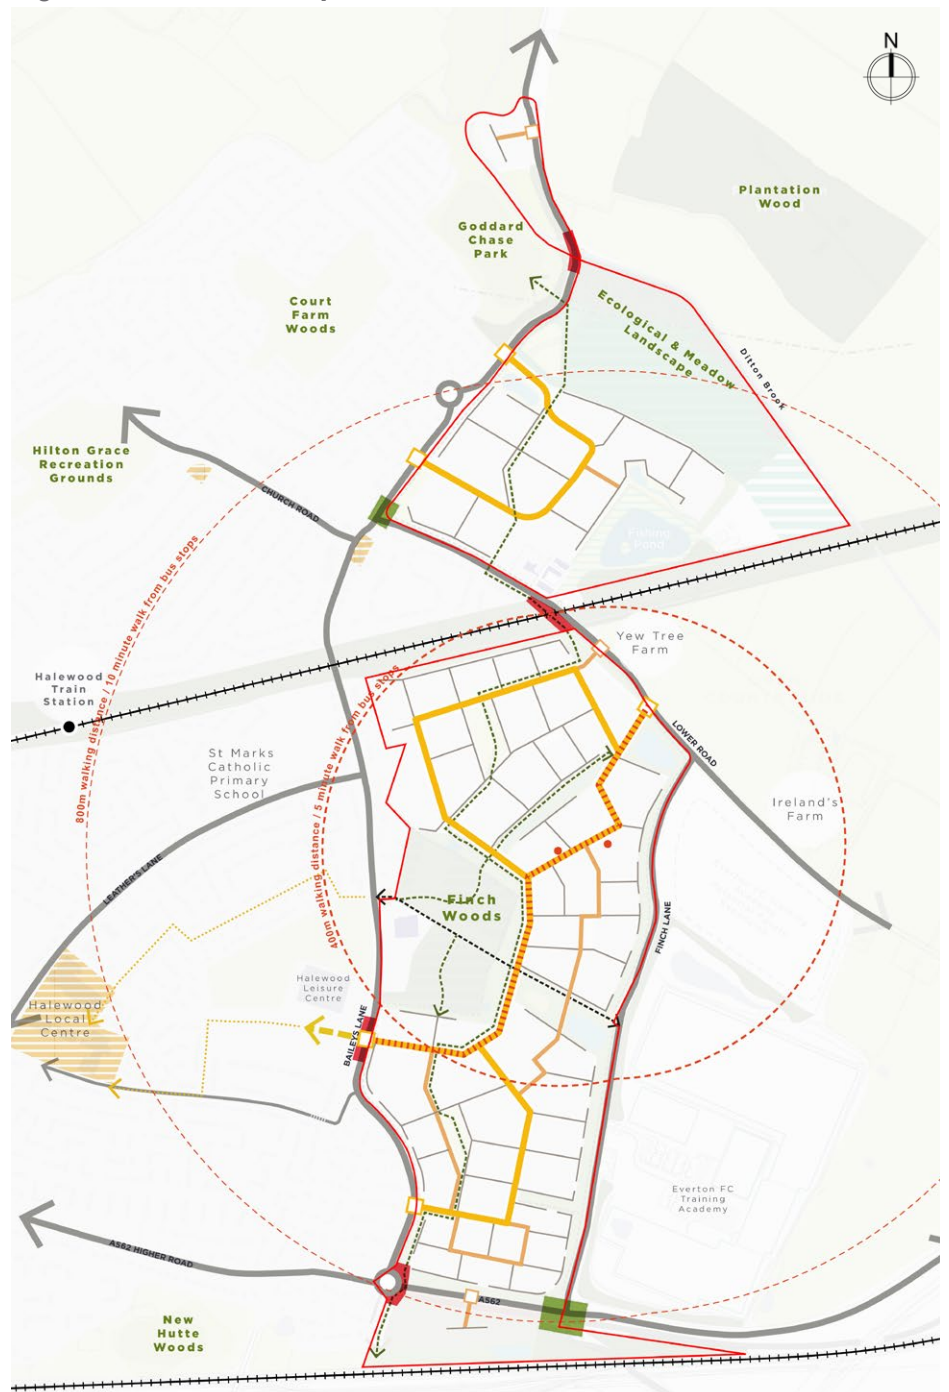 N
Plantation
Wood
Goddard
Chase
Park
Court
Farm
Woods
Ecological & Meadow
Landscape
Ditton Brook
Hilton Grace
Recreation
Grounds
CHURCH ROAD
800m walking distance / 10 minute walk from bus stops
Fishing
Pond
Yew Tree
Farm
Halewood
Train
Station
400m walking distance / 5 minute walk from bus stops
LOWER ROAD
St Marks
Catholic
Primary
School
Ireland's
Farm
LEATHER'S LANE
Finch
Woods
FINCH LANE
Halewood
Leisure
Centre
Halewood
Local
Centre
BAILEYS LANE
Everton FC
Training
Academy
A562 HIGHER ROAD
A562
New
Hutte
Woods